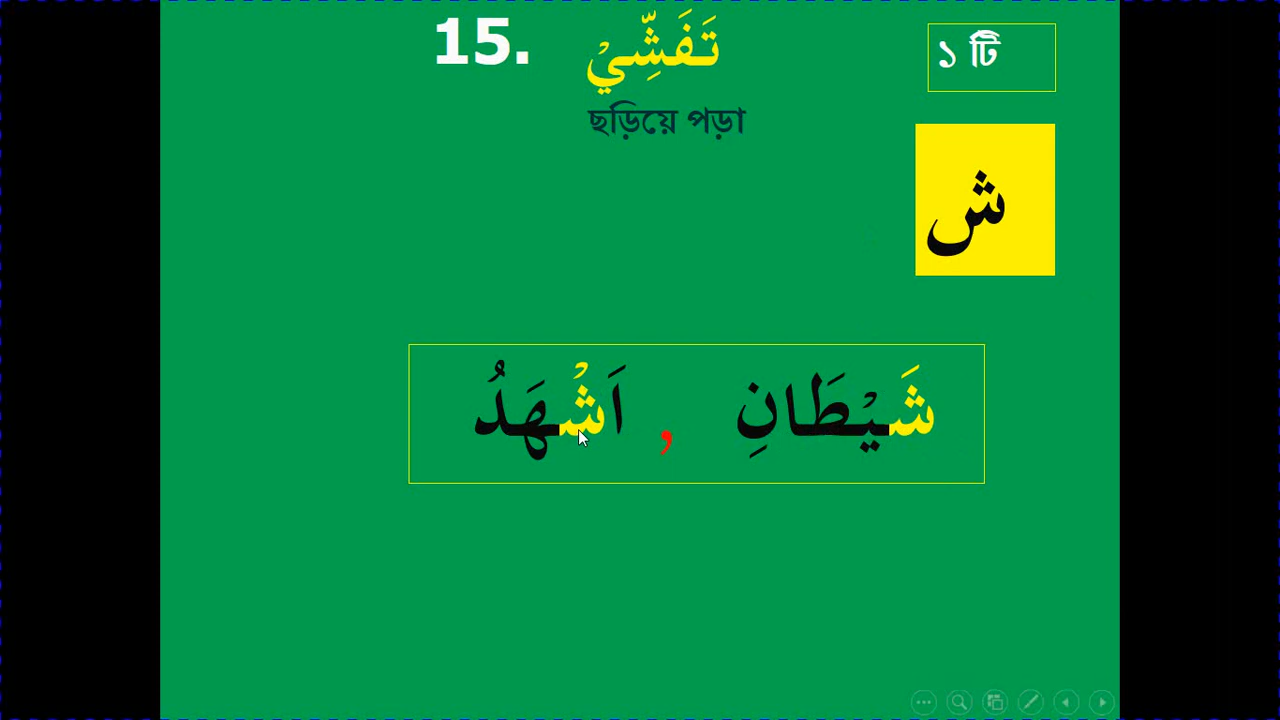 15. تَفَشِّيْ ১ টি
ছড়িয়ে পড়া
ش
شَيْطَانِ , اَشْهَدُ